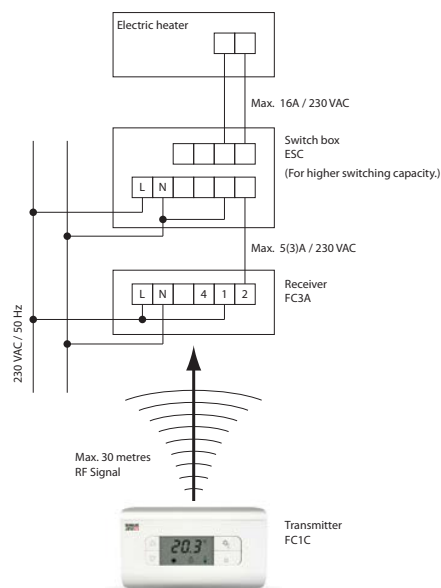 Electric heater
Max. 16A / 230 VAC
Switch box
ESC
(For higher switching capacity.)
L N
Max. 5(3)A / 230 VAC
Receiver
FC3A
L N 4 1 2
230 VAC / 50 Hz
Max. 30 metres
RF Signal
20.3°
Transmitter
FC1C